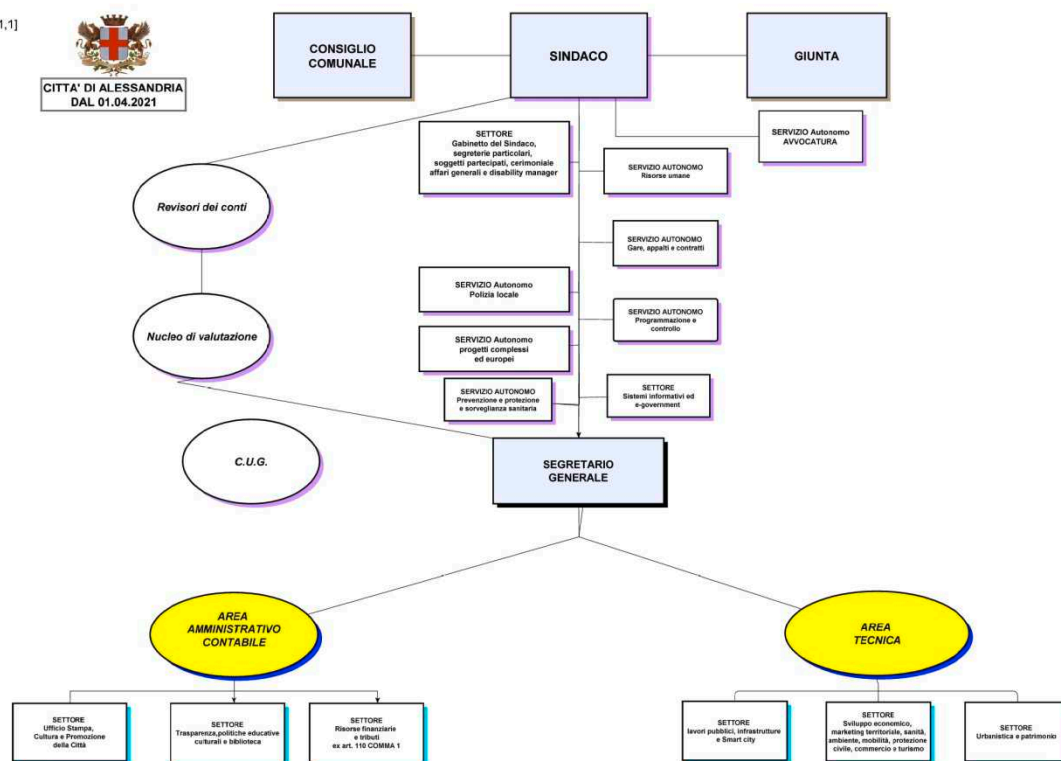 1,1]
CITTA' DI ALESSANDRIA
DAL 01.04.2021
CONSIGLIO
COMUNALE
SINDACO
GIUNTA
SERVIZIO Autonomo
AVVOCATURA
SETTORE
Gabinetto del Sindaco,
segreterie particolari,
soggetti partecipati, cerimoniale
affari generali e disability manager
SERVIZIO AUTONOMO
Risorse umane
Revisori dei conti
SERVIZIO AUTONOMO
Gare, appalti e contratti
SERVIZIO Autonomo
Polizia locale
SERVIZIO AUTONOMO
Programmazione e
controllo
Nucleo di valutazione
SERVIZIO Autonomo
progetti complessi
ed europei
SERVIZIO AUTONOMO
Prevenzione e protezione
e sorveglianza sanitaria
SETTORE
Sistemi informativi ed
e-government
C.U.G.
SEGRETARIO
GENERALE
AREA
AMMINISTRATIVO
CONTABILE
AREA
TECNICA
SETTORE
Ufficio Stampa,
Cultura e Promozione
della Città
SETTORE
Trasparenza,politiche educative
culturali e biblioteca
SETTORE
Risorse finanziarie
e tributi
ex art. 110 COMMA 1
SETTORE
lavori pubblici, infrastrutture
e Smart city
SETTORE
Sviluppo economico,
marketing territoriale, sanità,
ambiente, mobilità, protezione
civile, commercio e turismo
SETTORE
Urbanistica e patrimonio